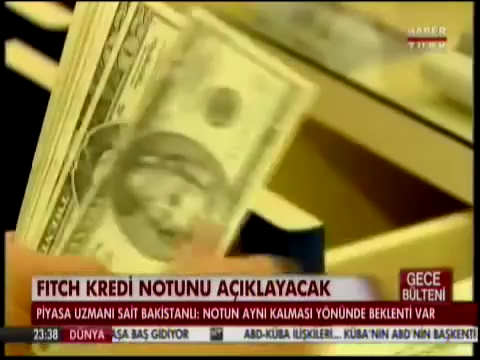 HABER
TÜRK
FITCH KREDİ NOTUNU AÇIKLAYACAK
GECE
BÜLTENİ
PİYASA UZMANI SAİT BAKİSTANLI: NOTUN AYNI KALMASI YÖNÜNDE BEKLENTİ VAR
23:38 DÜNYA BAŞ GİDİYOR ABD-KÜBA İLİŞKİLERİ... KÜBA'NIN ABD'NİN BAŞKENTİ